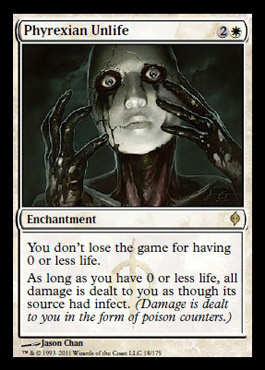 Phyrexian Unlife 2
Enchantment
You don't lose the game for having
0 or less life.
As long as you have 0 or less life, all
damage is dealt to you as though its
source had infect. (Damage is dealt
to you in the form of poison counters.)
Jason Chan
™ & © 1993-2011 Wizards of the Coast LLC 18/175